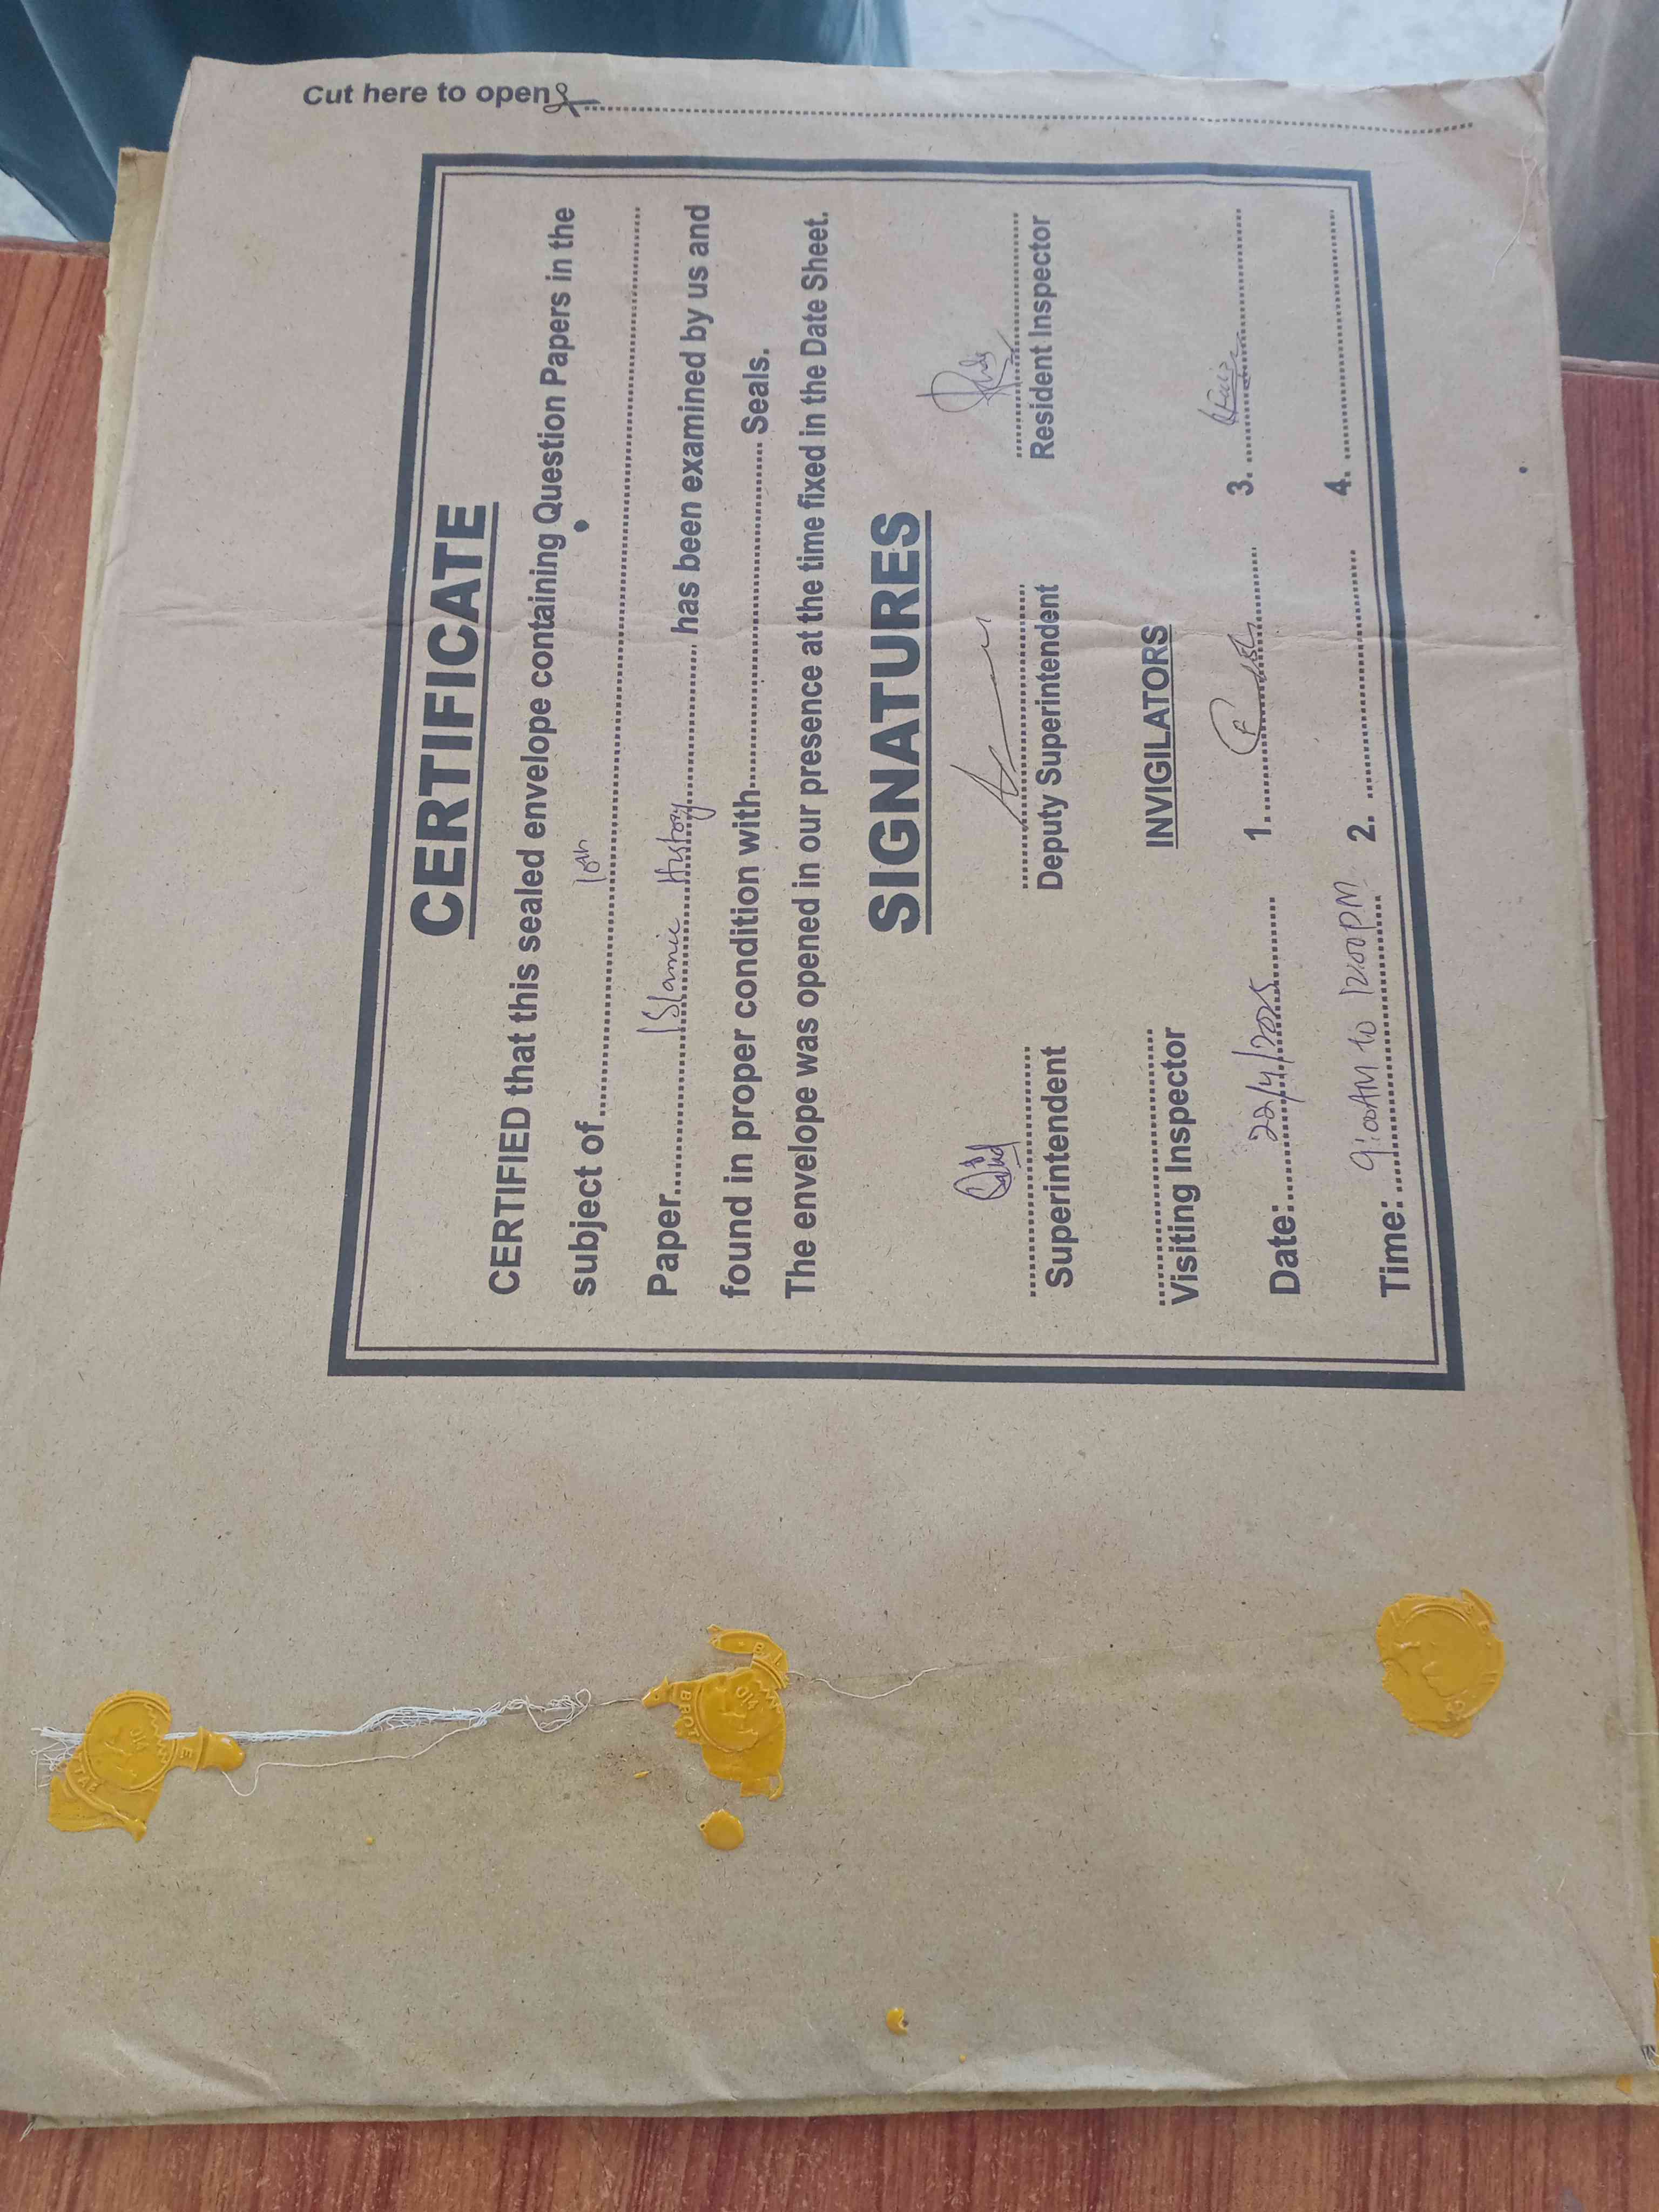 Cut here to open
CERTIFICATE
CERTIFIED that this sealed envelope containing Question Papers in the
subject of 10th
Paper Islamic History has been examined by us and
found in proper condition with Seals.
The envelope was opened in our presence at the time fixed in the Date Sheet.
SIGNATURES
Superintendent Deputy Superintendent Resident Inspector
Visiting Inspector INVIGILATORS
Date: 22/4/2025 1. 3.
Time: 9:00AM to 12:00PM 2. 4.
014
014